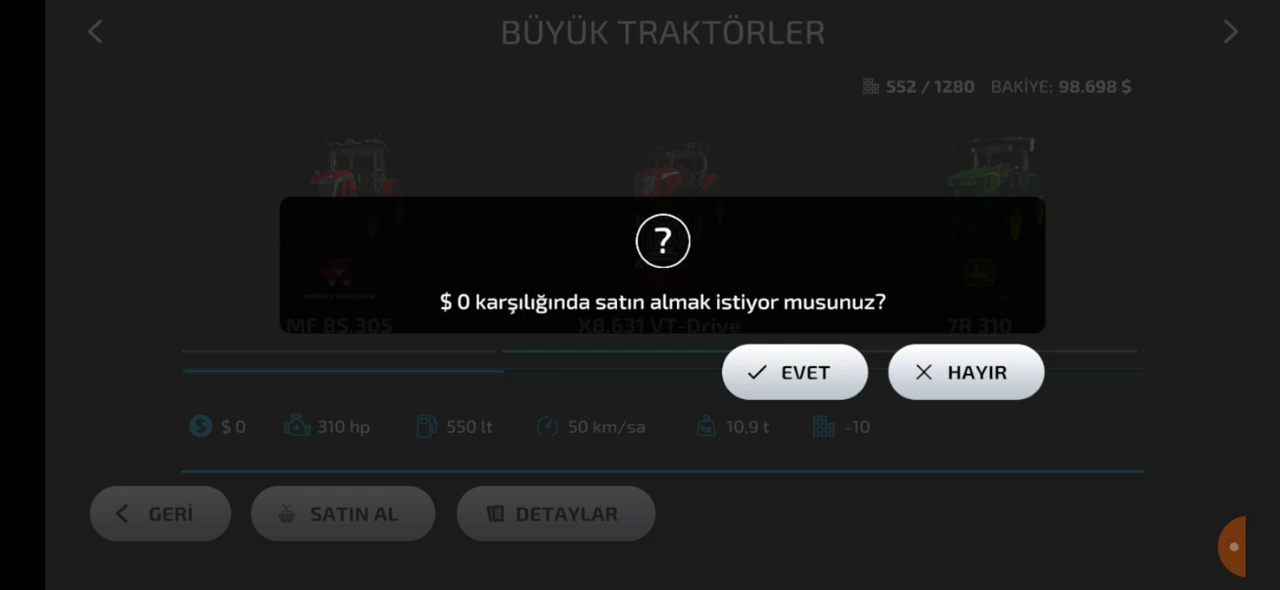 BÜYÜK TRAKTÖRLER
552 / 1280 BAKİYE: 98.698 $
?
$ 0 karşılığında satın almak istiyor musunuz?
MF 8S.305 X8.631 VT-Drive 7R 310
EVET HAYIR
$ 0 310 hp 550 lt 50 km/sa 10,9 t -10
GERİ SATIN AL DETAYLAR